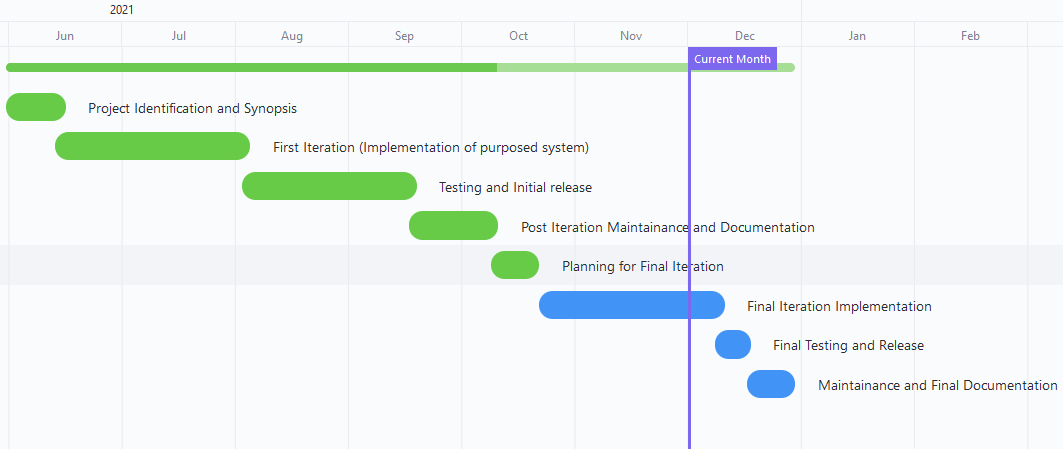 2021
Jun Jul Aug Sep Oct Nov Dec Jan Feb
Current Month
Project Identification and Synopsis
First Iteration (Implementation of purposed system)
Testing and Initial release
Post Iteration Maintainance and Documentation
Planning for Final Iteration
Final Iteration Implementation
Final Testing and Release
Maintainance and Final Documentation